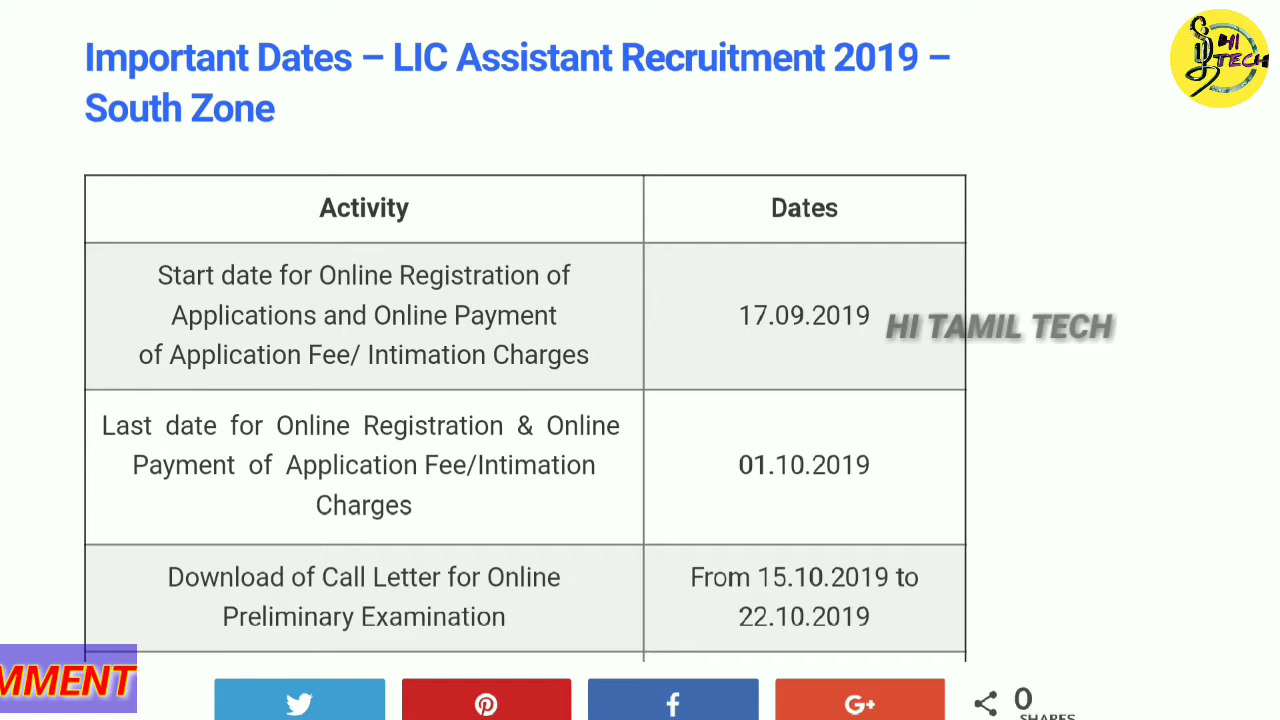 Important Dates – LIC Assistant Recruitment 2019 –
South Zone
HI
TECH
Activity
Dates
Start date for Online Registration of
Applications and Online Payment
of Application Fee/ Intimation Charges
17.09.2019
HI TAMIL TECH
Last date for Online Registration & Online
Payment of Application Fee/Intimation
Charges
01.10.2019
Download of Call Letter for Online
Preliminary Examination
From 15.10.2019 to
22.10.2019
MMENT
G+
0
SHARES